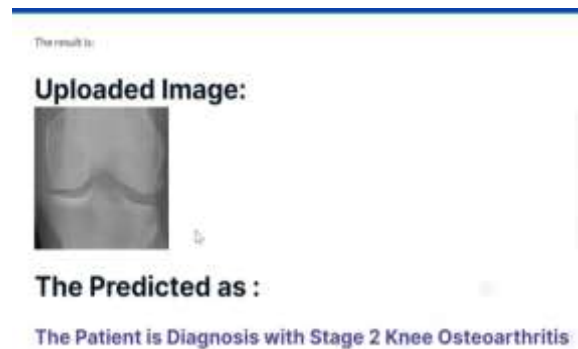 The result is:
Uploaded Image:
The Predicted as :
The Patient is Diagnosis with Stage 2 Knee Osteoarthritis